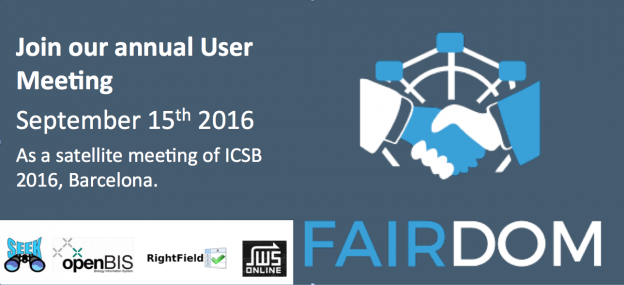 Join our annual User
Meeting
September 15th 2016
As a satellite meeting of ICSB
2016, Barcelona.
SEEK
openBIS
RightField
JWS
ONLINE
FAIRDOM